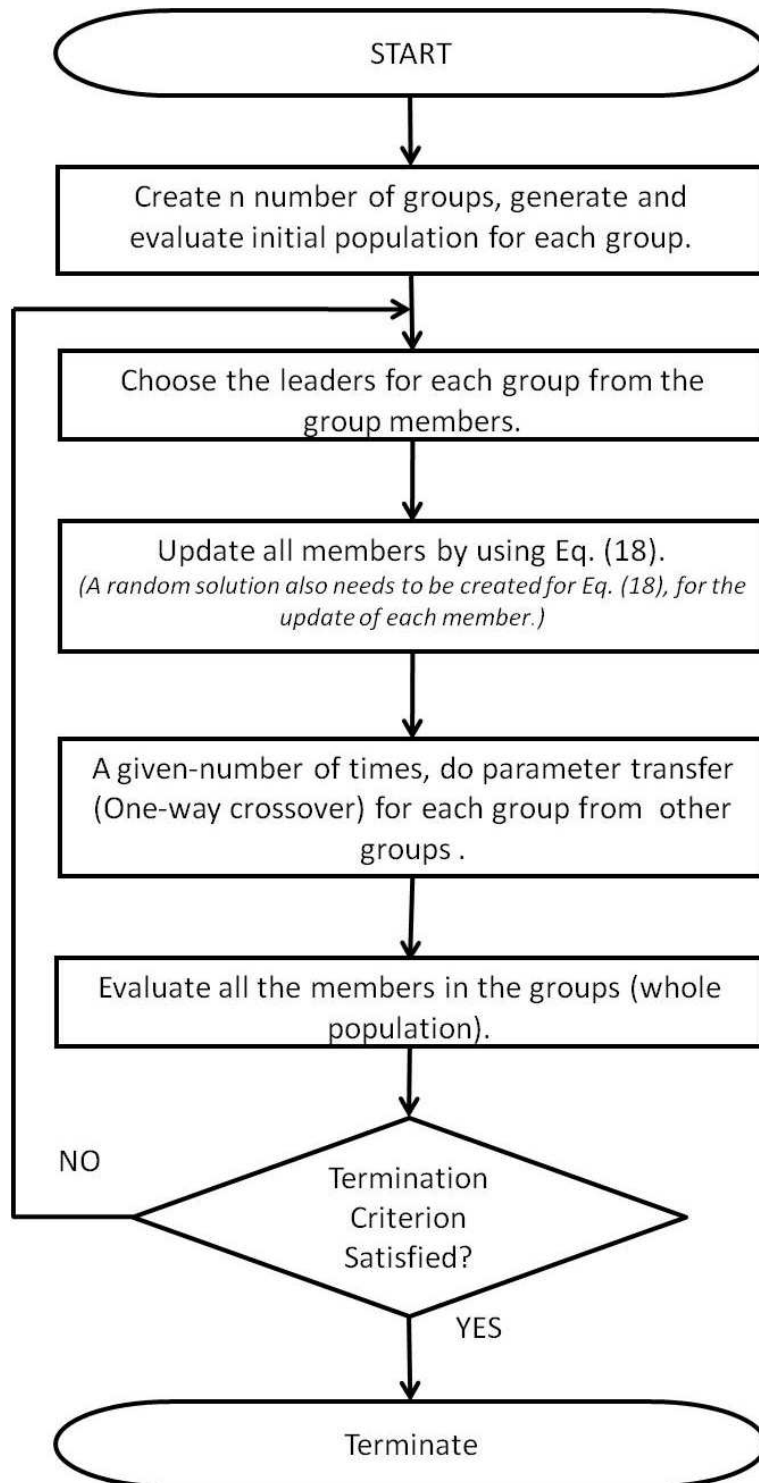 START
Create n number of groups, generate and
evaluate initial population for each group.
Choose the leaders for each group from the
group members.
Update all members by using Eq. (18).
(A random solution also needs to be created for Eq. (18), for the
update of each member.)
A given-number of times, do parameter transfer
(One-way crossover) for each group from other
groups .
Evaluate all the members in the groups (whole
population).
NO
Termination
Criterion
Satisfied?
YES
Terminate